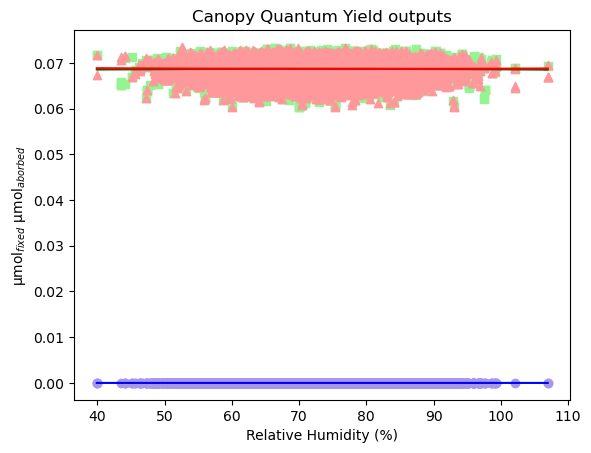 Canopy Quantum Yield outputs
0.07
0.06
0.05
0.04
0.03
0.02
0.01
0.00
µmol_fixed µmol_aborbed
40 50 60 70 80 90 100 110
Relative Humidity (%)